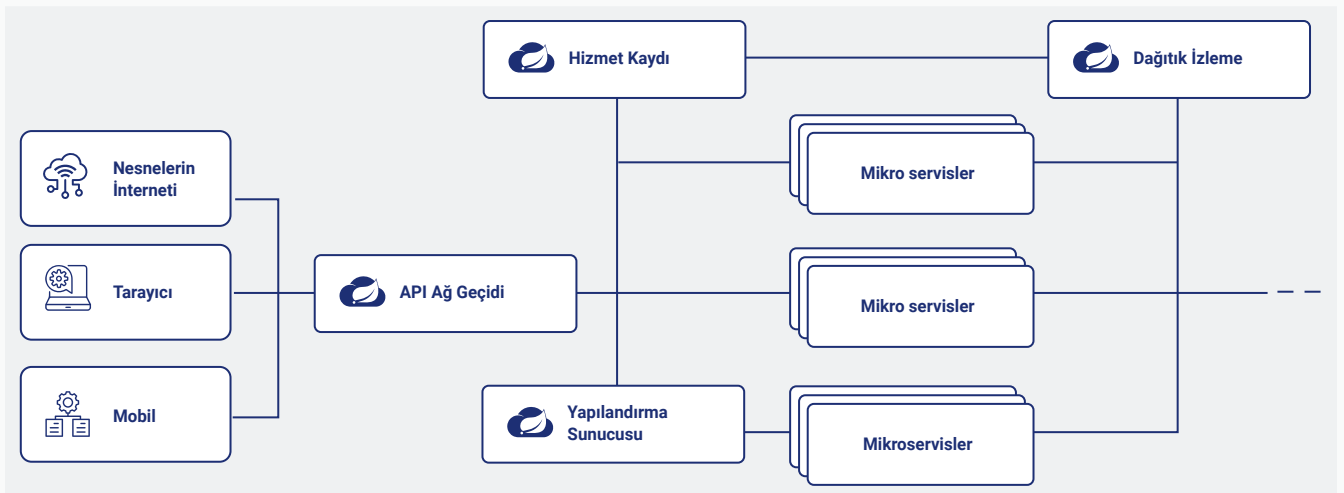 Hizmet Kaydı
Dağıtık İzleme
Nesnelerin
İnterneti
Mikro servisler
Tarayıcı
API Ağ Geçidi
Mikro servisler
Mobil
Yapılandırma
Sunucusu
Mikroservisler